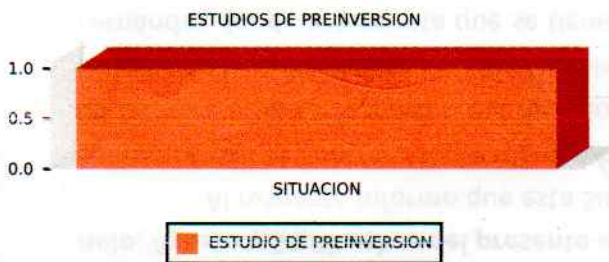 ESTUDIOS DE PREINVERSION
1.0
0.5
0.0
SITUACION
ESTUDIO DE PREINVERSION